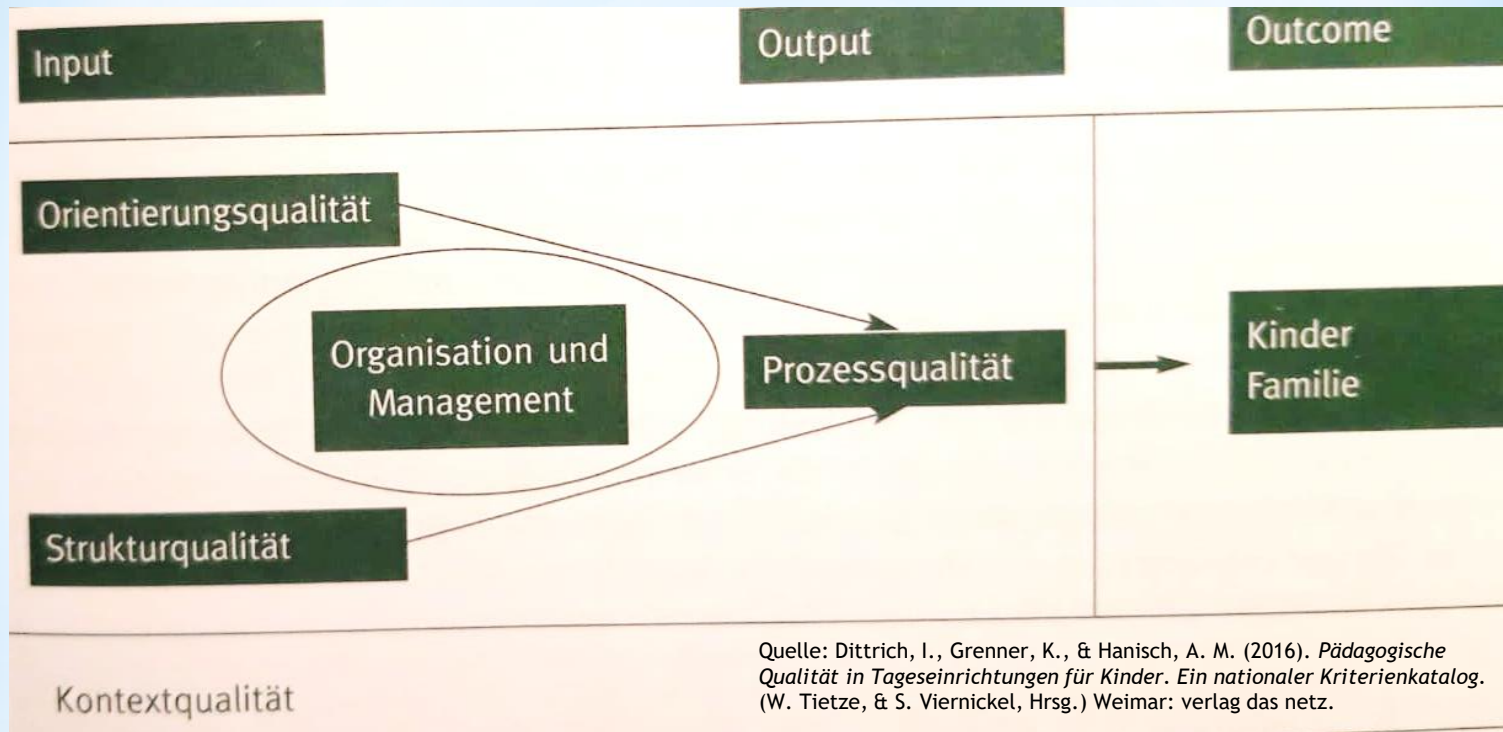 Input
Output
Outcome
Orientierungsqualität
Organisation und
Management
Prozessqualität
Kinder
Familie
Strukturqualität
Kontextqualität
Quelle: Dittrich, I., Grenner, K., & Hanisch, A. M. (2016). Pädagogische
Qualität in Tageseinrichtungen für Kinder. Ein nationaler Kriterienkatalog.
(W. Tietze, & S. Viernickel, Hrsg.) Weimar: verlag das netz.